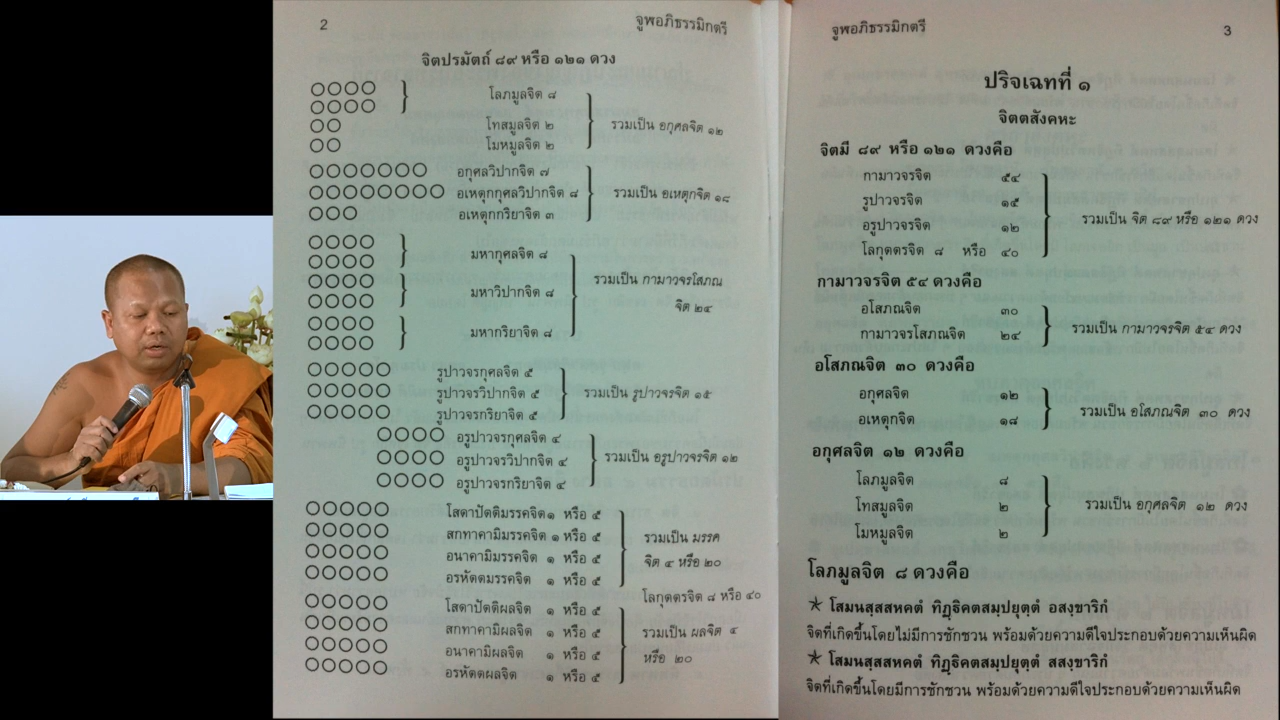 2
จูพอภิธรรมิกตรี
จิตปรมัตถ์ ๘๙ หรือ ๑๒๑ ดวง
โลภมูลจิต ๘
โทสมูลจิต ๒
รวมเป็น อกุศลจิต ๑๒
โมหมูลจิต ๒
อกุศลวิปากจิต ๗
อเหตุกกุศลวิปากจิต ๘
รวมเป็น อเหตุกจิต ๑๘
อเหตุกกริยาจิต ๓
มหากุศลจิต ๘
มหาวิปากจิต ๘
รวมเป็น กามาวจรโสภณ
จิต ๒๔
มหากริยาจิต ๘
รูปาวจรกุศลจิต ๕
รูปาวจรวิปากจิต ๕
รวมเป็น รูปาวจรจิต ๑๕
รูปาวจรกริยาจิต ๕
อรูปาวจรกุศลจิต ๔
อรูปาวจรวิปากจิต ๔
รวมเป็น อรูปาวจรจิต ๑๒
อรูปาวจรกริยาจิต ๔
โสดาปัตติมรรคจิต๑ หรือ ๕
สกทาคามิมรรคจิต ๑ หรือ ๕
รวมเป็น มรรค
อนาคามิมรรคจิต ๑ หรือ ๕
จิต ๔ หรือ ๒๐
อรหัตตมรรคจิต ๑ หรือ ๕
โลกุตตรจิต ๘ หรือ ๔๐
โสดาปัตติผลจิต ๑ หรือ ๕
สกทาคามิผลจิต ๑ หรือ ๕
รวมเป็น ผลจิต ๔
อนาคามิผลจิต ๑ หรือ ๕
หรือ ๒๐
อรหัตตผลจิต ๑ หรือ ๕
จูพอภิธรรมิกตรี
3
ปริจเฉทที่ ๑
จิตตสังคหะ
จิตมี ๘๙ หรือ ๑๒๑ ดวงคือ
กามาวจรจิต ๕๔
รูปาวจรจิต ๑๕
รวมเป็น จิต ๘๙ หรือ ๑๒๑ ดวง
อรูปาวจรจิต ๑๒
โลกุตตรจิต ๘ หรือ ๔๐
กามาวจรจิต ๕๔ ดวงคือ
อโสภณจิต ๓๐
กามาวจรโสภณจิต ๒๔
รวมเป็น กามาวจรจิต ๕๔ ดวง
อโสภณจิต ๓๐ ดวงคือ
อกุศลจิต ๑๒
อเหตุกจิต ๑๘
รวมเป็น อโสภณจิต ๓๐ ดวง
อกุศลจิต ๑๒ ดวงคือ
โลภมูลจิต ๘
โทสมูลจิต ๒
รวมเป็น อกุศลจิต ๑๒ ดวง
โมหมูลจิต ๒
โลภมูลจิต ๘ ดวงคือ
โสมนสฺสสหคตํ ทิฏฺฐิคตสมฺปยุตฺตํ อสงฺขาริกํ
จิตที่เกิดขึ้นโดยไม่มีการชักชวน พร้อมด้วยความดีใจประกอบด้วยความเห็นผิด
โสมนสฺสสหคตํ ทิฏฺฐิคตสมฺปยุตฺตํ สสงฺขาริกํ
จิตที่เกิดขึ้นโดยมีการชักชวน พร้อมด้วยความดีใจประกอบด้วยความเห็นผิด